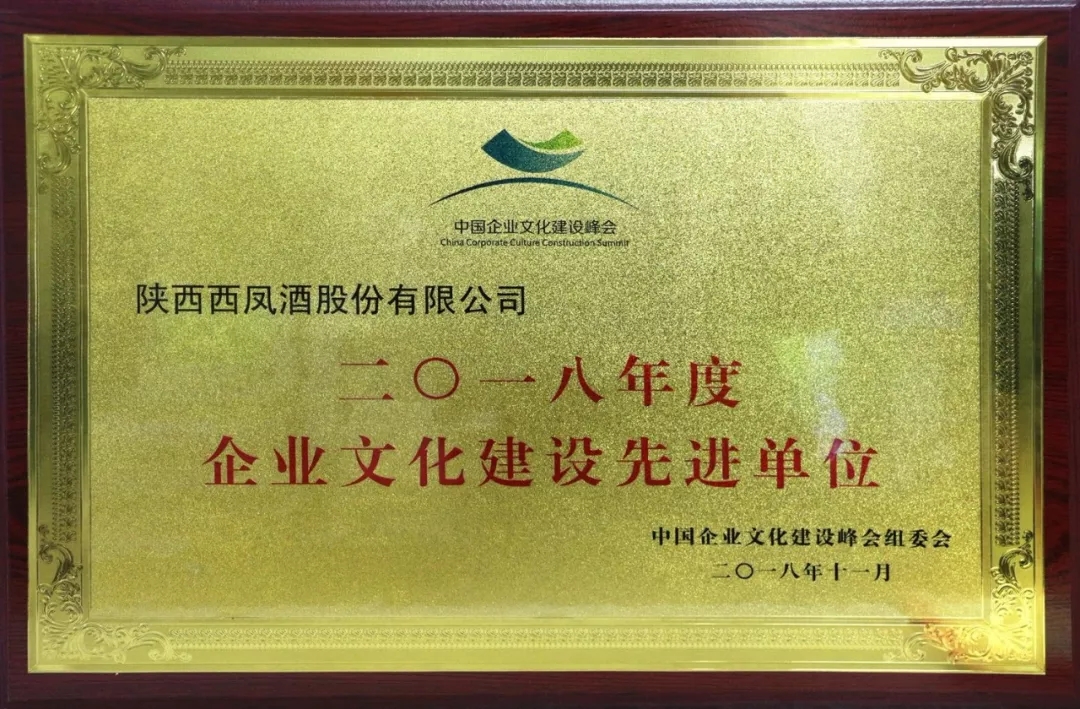 中国企业文化建设峰会
China Corporate Culture Construction Summit
陕西西凤酒股份有限公司
二〇一八年度
企业文化建设先进单位
中国企业文化建设峰会组委会
二〇一八年十一月